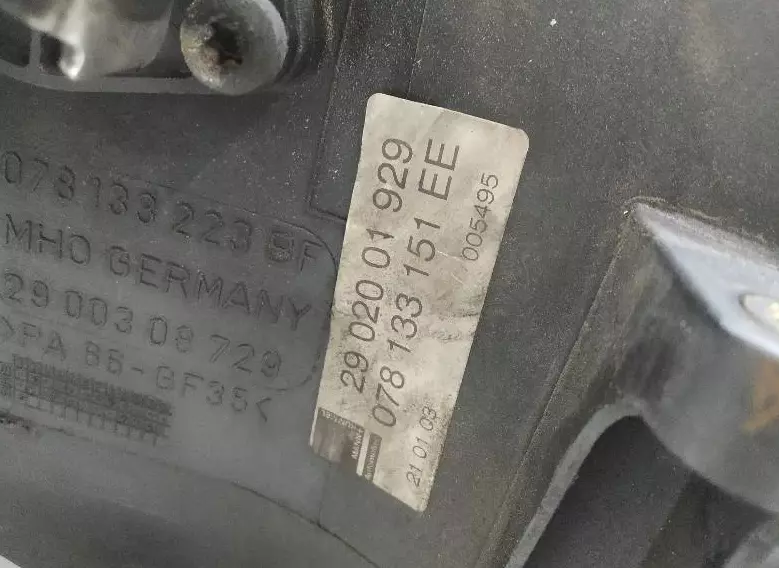 078 133 223 BF
MHO GERMANY
29 003 08 729
>PA 66-GF35<
29 020 01 929
078 133 151 EE
005495
21 01 03